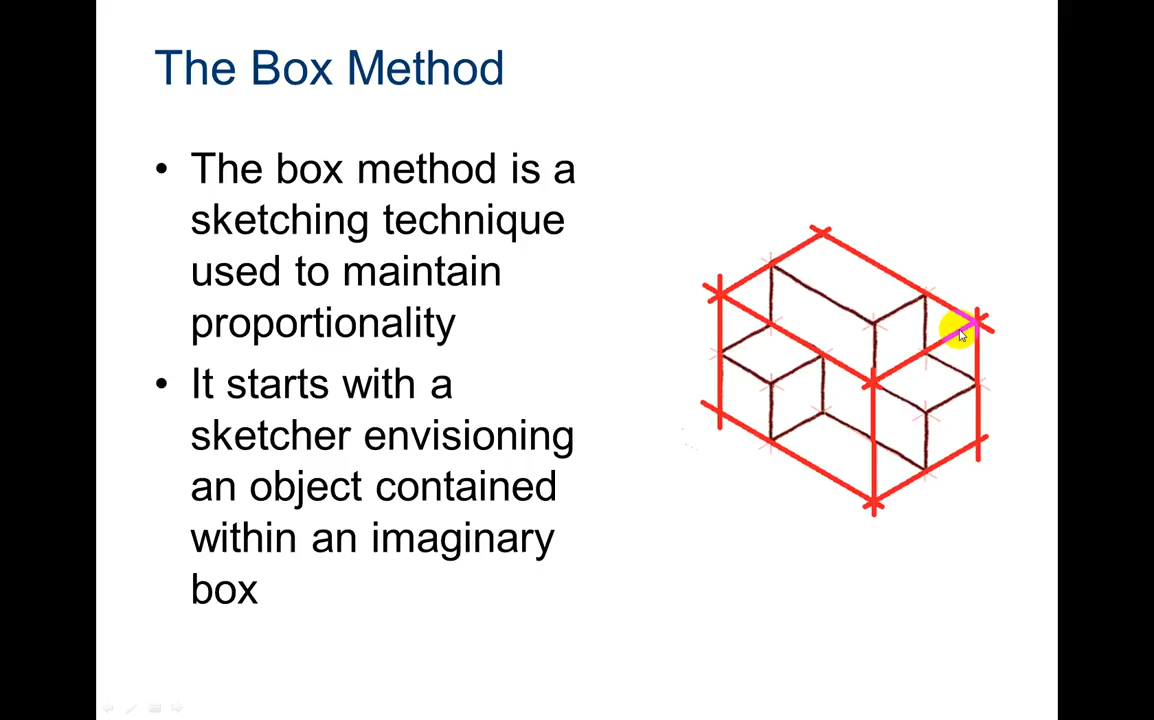 The Box Method
• The box method is a
sketching technique
used to maintain
proportionality
• It starts with a
sketcher envisioning
an object contained
within an imaginary
box